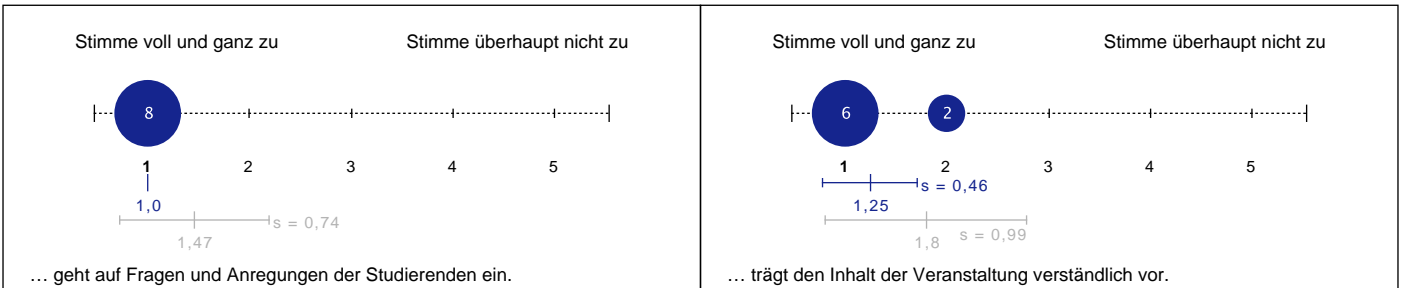 Stimme voll und ganz zu
Stimme überhaupt nicht zu
8
1 2 3 4 5
1,0
s = 0,74
1,47
… geht auf Fragen und Anregungen der Studierenden ein.
Stimme voll und ganz zu
Stimme überhaupt nicht zu
6 2
1 2 3 4 5
s = 0,46
1,25
s = 0,99
1,8
… trägt den Inhalt der Veranstaltung verständlich vor.